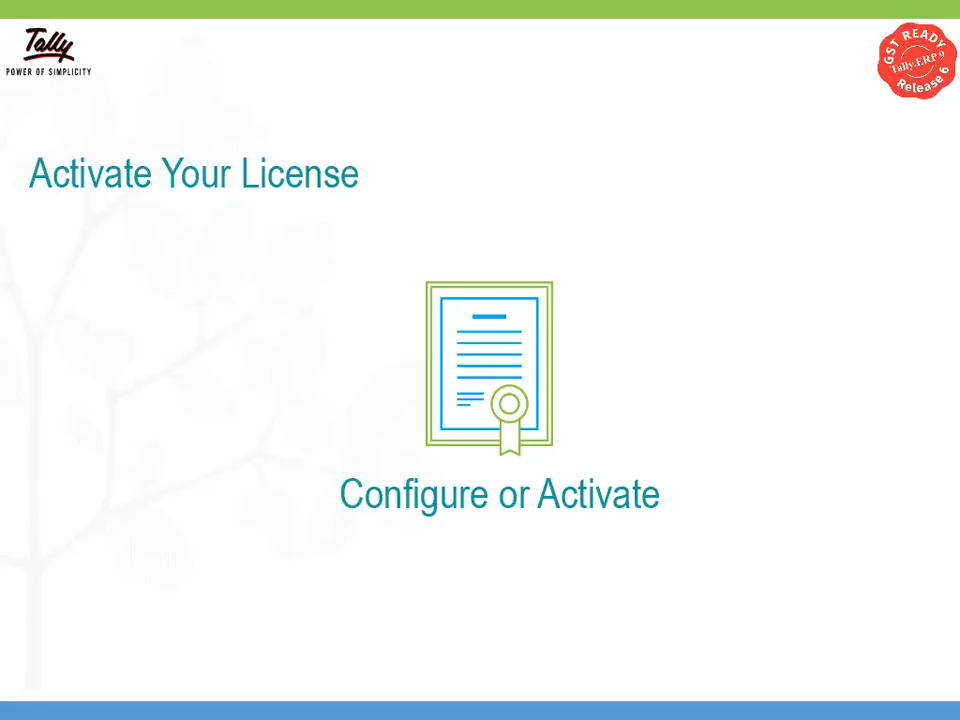 Tally
POWER OF SIMPLICITY
GST READY
Tally.ERP 9
Release 6
Activate Your License
Configure or Activate